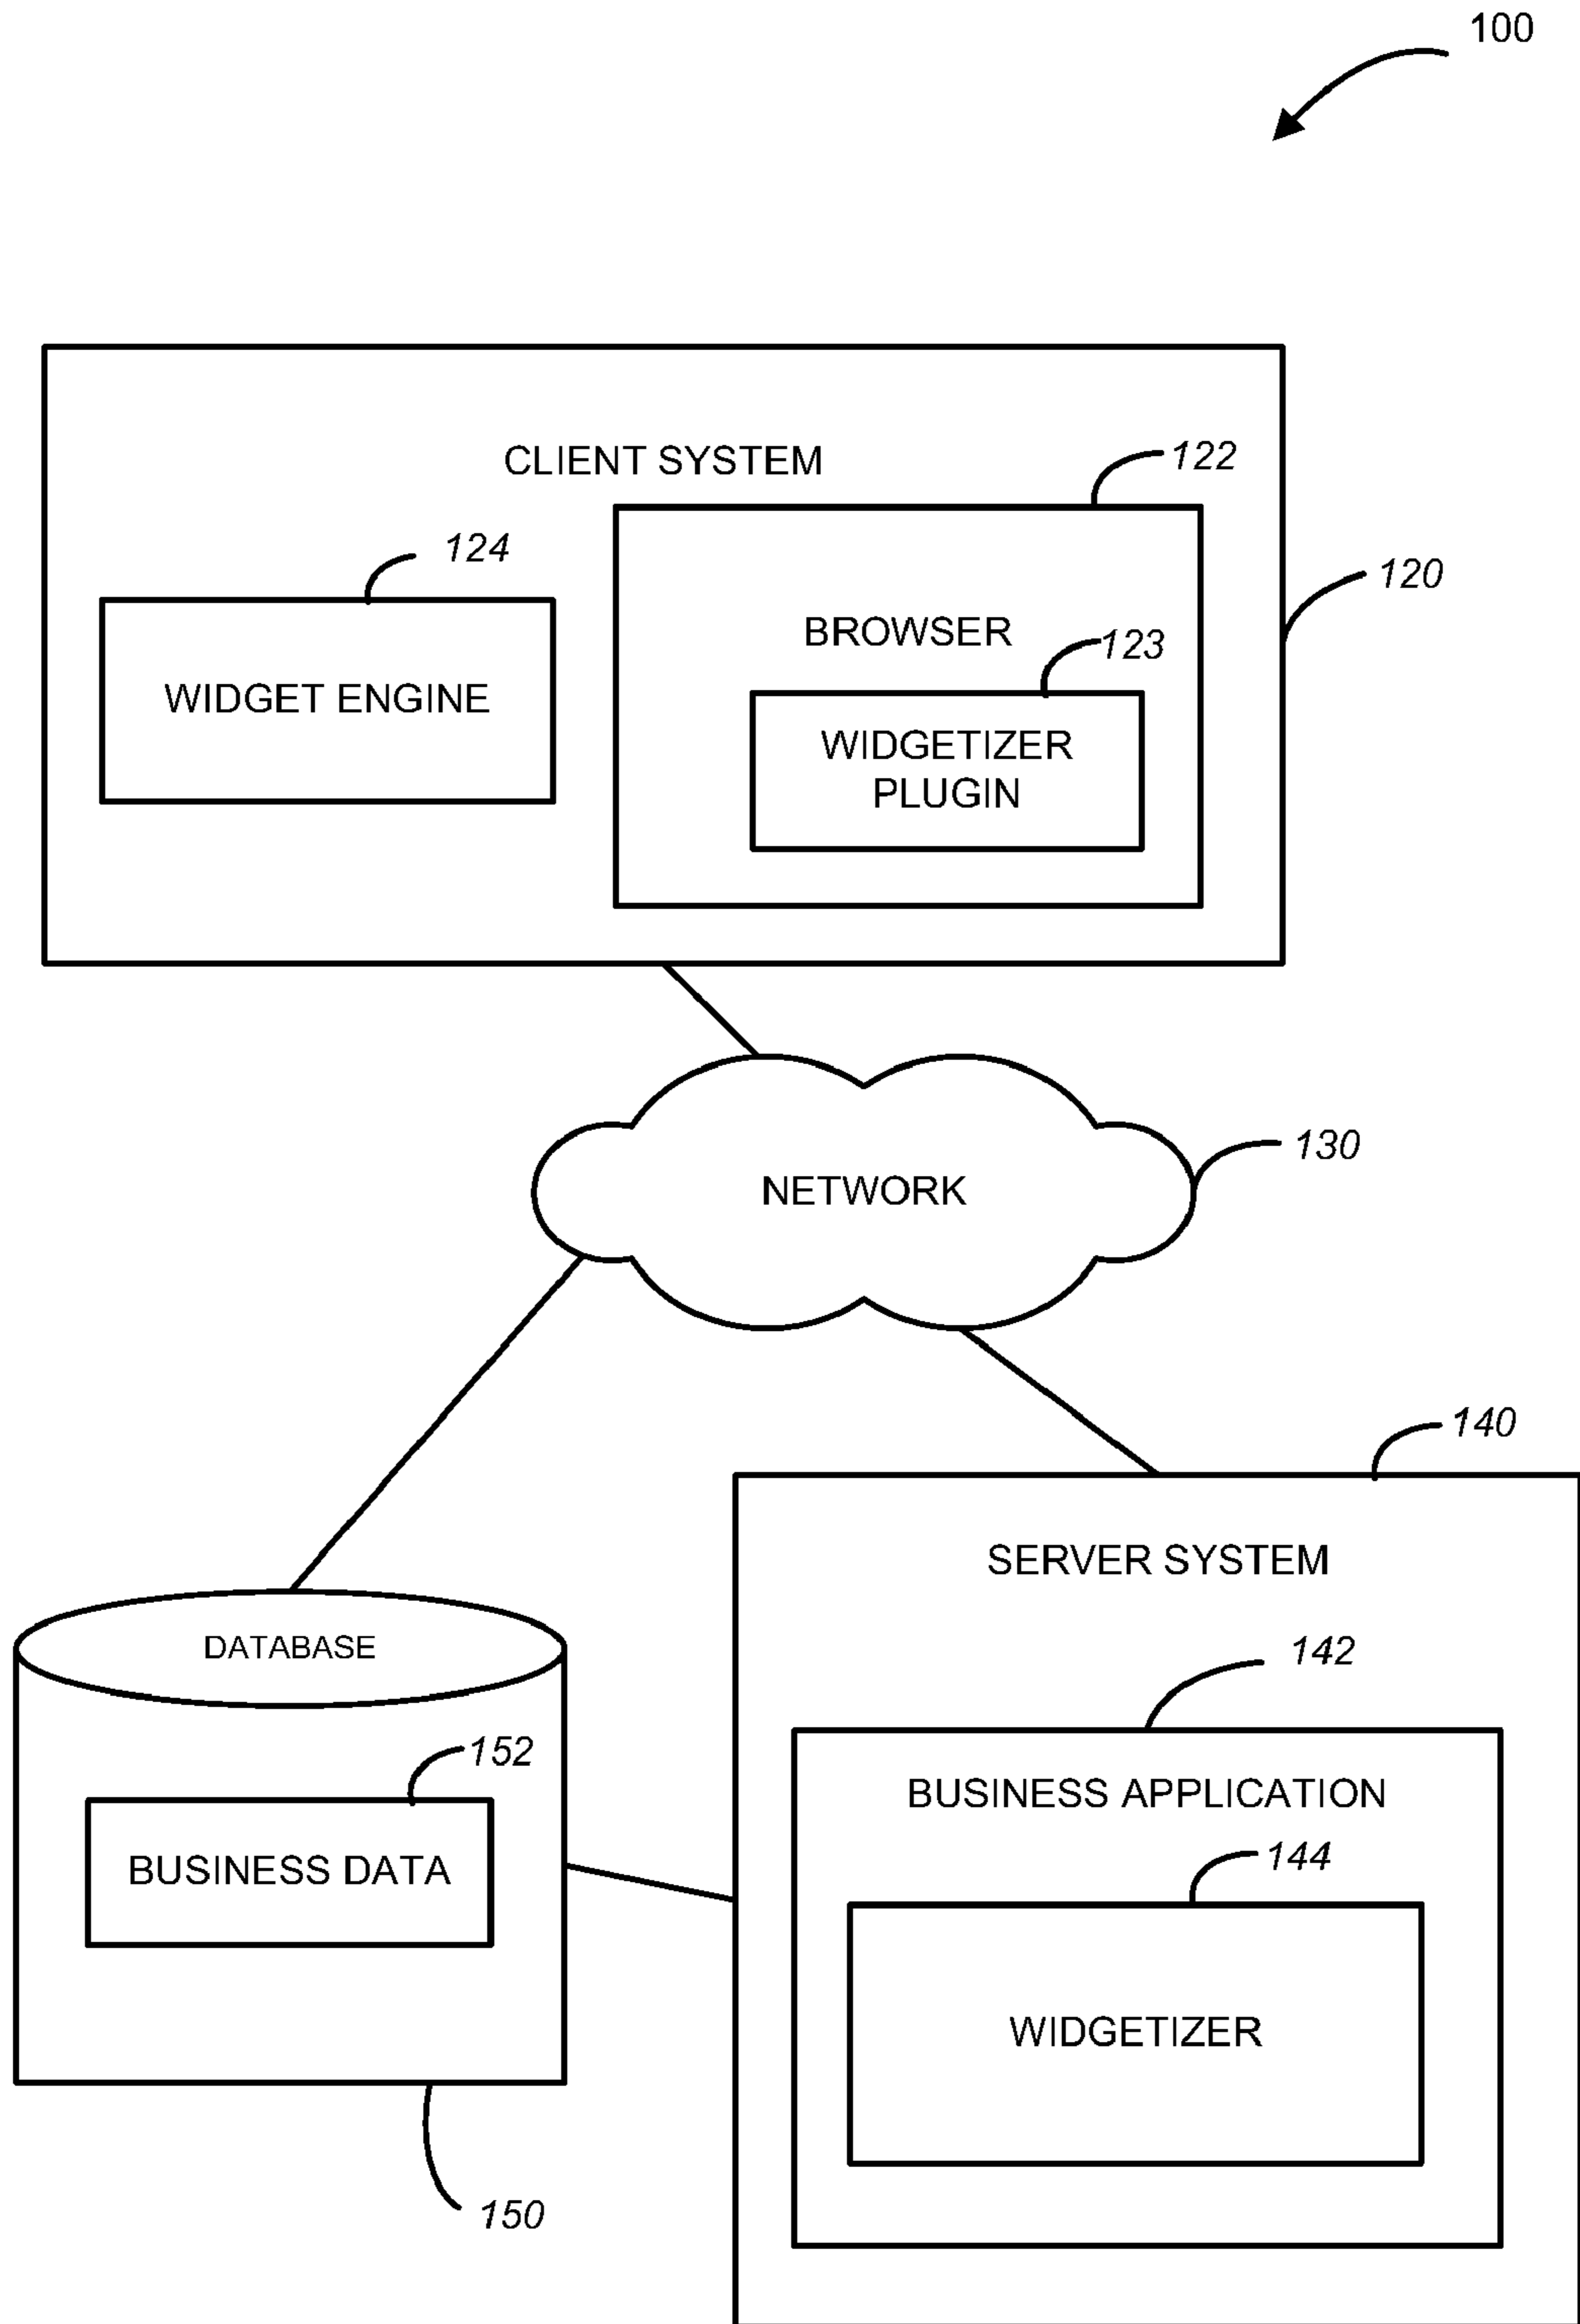 100
CLIENT SYSTEM
122
124
120
BROWSER
123
WIDGET ENGINE
WIDGETIZER
PLUGIN
130
NETWORK
140
SERVER SYSTEM
DATABASE
142
152
BUSINESS APPLICATION
BUSINESS DATA
144
WIDGETIZER
150